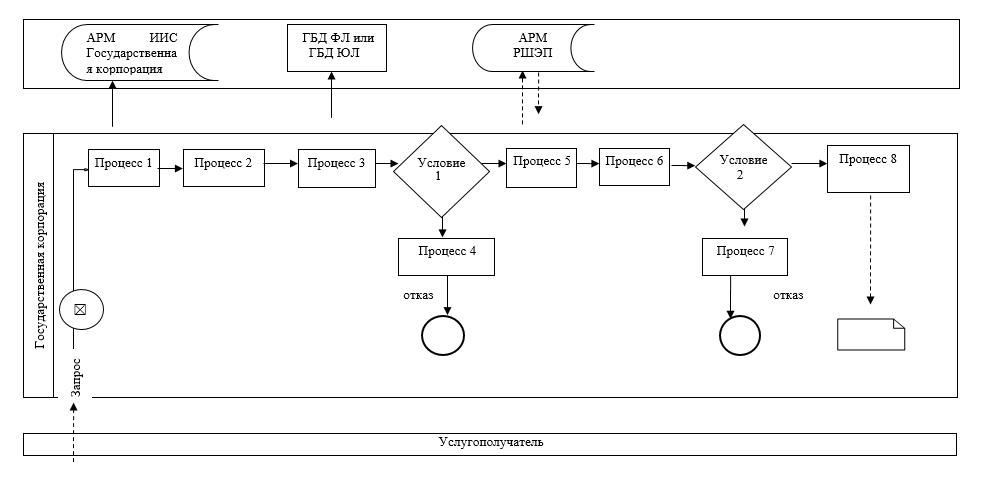 АРМ ИИС
Государственна
я корпорация
ГБД ФЛ или
ГБД ЮЛ
АРМ
РШЭП
Государственная корпорация
Процесс 1
Процесс 2
Процесс 3
Условие
1
Процесс 5
Процесс 6
Условие
2
Процесс 8
Процесс 4
Процесс 7
отказ
отказ
Запрос
Услугополучатель